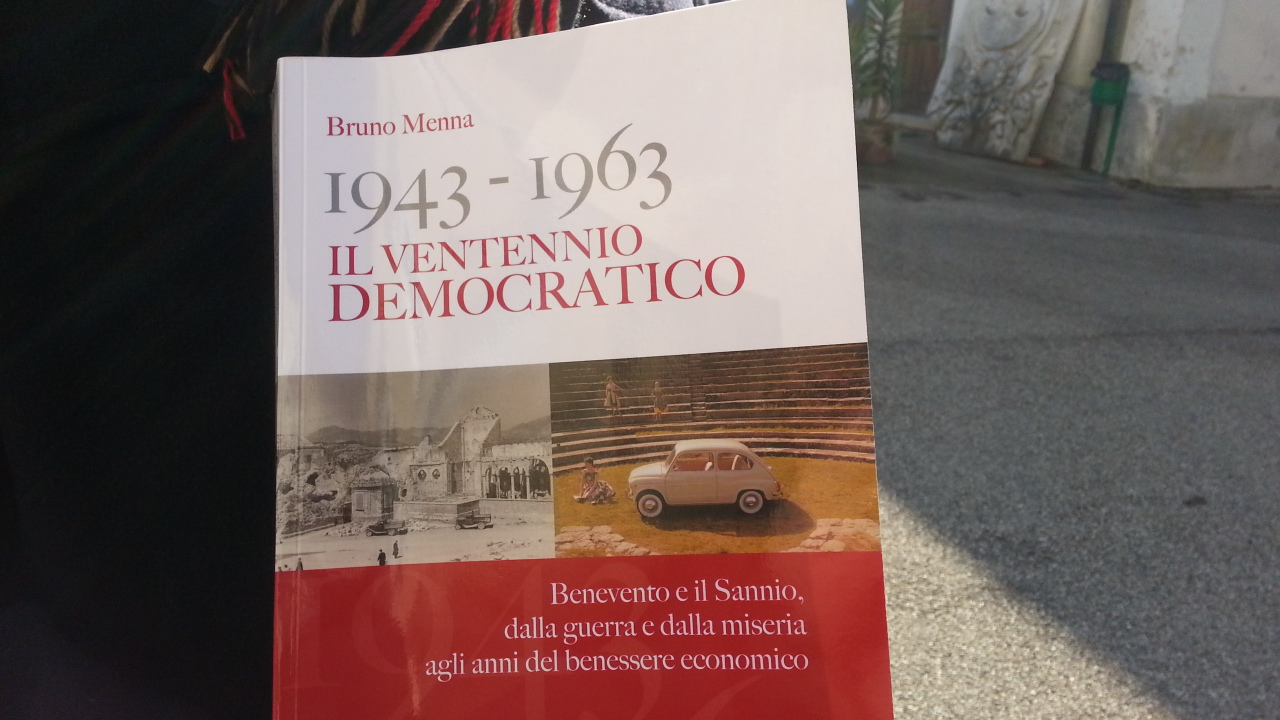 Bruno Menna
1943 - 1963
IL VENTENNIO
DEMOCRATICO
Benevento e il Sannio,
dalla guerra e dalla miseria
agli anni del benessere economico
1943